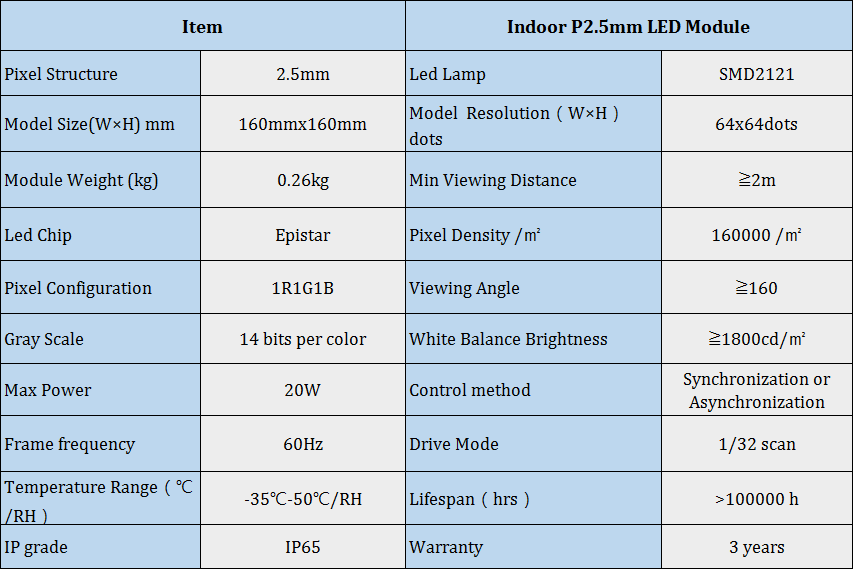 Item
Indoor P2.5mm LED Module
Pixel Structure
2.5mm
Led Lamp
SMD2121
Model Size(W×H) mm
160mmx160mm
Model Resolution（W×H）
dots
64x64dots
Module Weight (kg)
0.26kg
Min Viewing Distance
≧2m
Led Chip
Epistar
Pixel Density /㎡
160000 /㎡
Pixel Configuration
1R1G1B
Viewing Angle
≧160
Gray Scale
14 bits per color
White Balance Brightness
≧1800cd/㎡
Max Power
20W
Control method
Synchronization or
Asynchronization
Frame frequency
60Hz
Drive Mode
1/32 scan
Temperature Range（℃
/RH）
-35℃-50℃/RH
Lifespan（hrs）
>100000 h
IP grade
IP65
Warranty
3 years